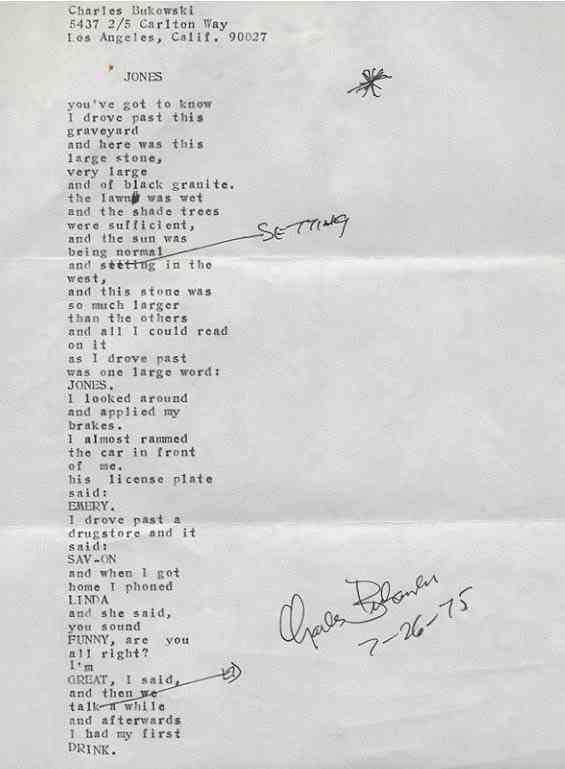 Charles Bukowski
5437 2/5 Carlton Way
Los Angeles, Calif. 90027
JONES
you've got to know
I drove past this
graveyard
and here was this
large stone,
very large
and of black granite.
the lawn was wet
and the shade trees
were sufficient,
and the sun was
SETTING
being normal
and setting in the
west,
and this stone was
so much larger
than the others
and all I could read
on it
as I drove past
was one large word:
JONES.
I looked around
and applied my
brakes.
I almost rammed
the car in front
of me.
his license plate
said:
EMERY.
I drove past a
drugstore and it
said:
SAV-ON
and when I got
home I phoned
LINDA
and she said,
you sound
FUNNY, are you
all right?
I'm
GREAT, I said,
and then we
talk a while
and afterwards
I had my first
DRINK.
Charles Bukowski
7-26-75